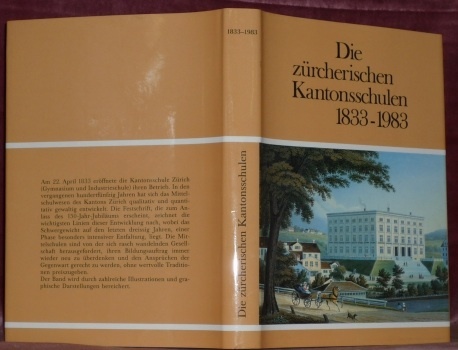 Am 22. April 1833 eröffnete die Kantonsschule Zürich
(Gymnasium und Industrieschule) ihren Betrieb. In den
vergangenen hundertfünfzig Jahren hat sich das Mittel-
schulwesen des Kantons Zürich qualitativ und quanti-
tativ gewaltig entwickelt. Die Festschrift, die zum An-
lass des 150-Jahr-Jubiläums erscheint, zeichnet die
wichtigsten Linien dieser Entwicklung nach, wobei das
Schwergewicht auf den letzten dreissig Jahren, einer
Phase besonders intensiver Entfaltung, liegt. Die Mit-
telschulen sind von der sich rasch wandelnden Gesell-
schaft herausgefordert, ihren Bildungsauftrag immer
wieder neu zu überdenken und den Ansprüchen der
Gegenwart gerecht zu werden, ohne wertvolle Traditio-
nen preiszugeben.
Der Band wird durch zahlreiche Illustrationen und gra-
phische Darstellungen bereichert.
1833–1983
Die zürcherischen Kantonsschulen
Die
zürcherischen
Kantonsschulen
1833-1983